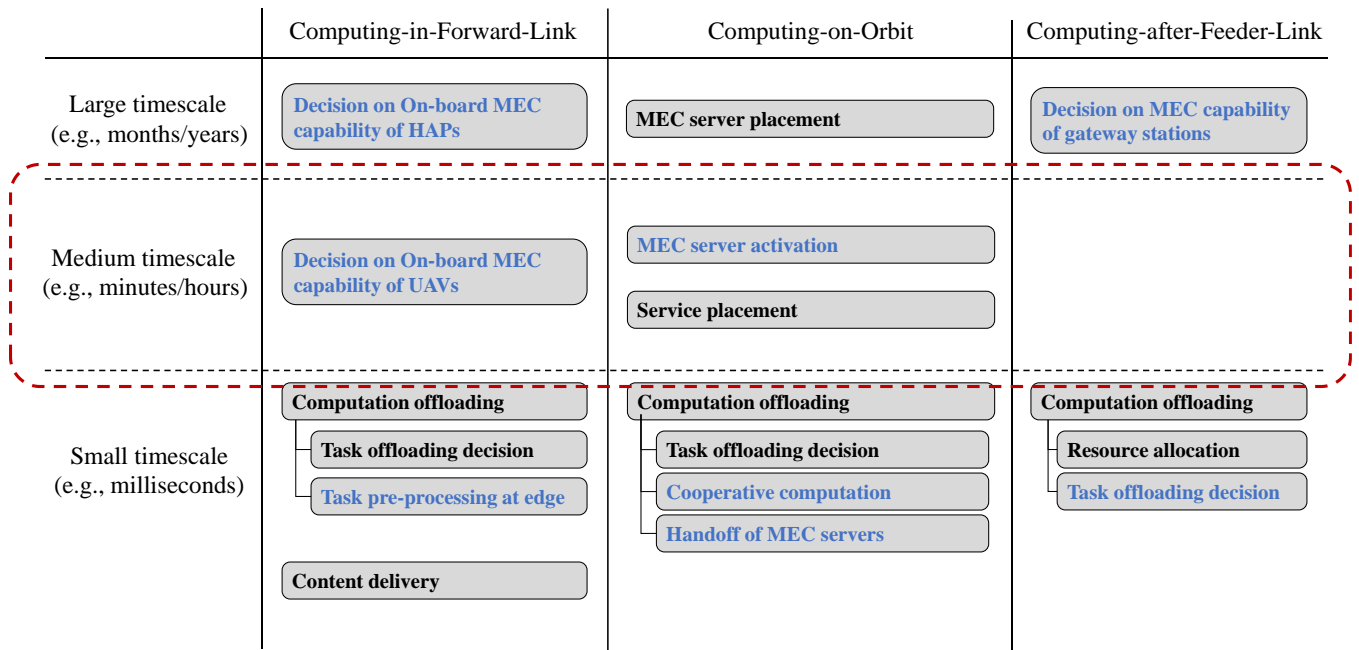 Computing-in-Forward-Link
Computing-on-Orbit
Computing-after-Feeder-Link
Large timescale
(e.g., months/years)
Decision on On-board MEC
capability of HAPs
MEC server placement
Decision on MEC capability
of gateway stations
Medium timescale
(e.g., minutes/hours)
Decision on On-board MEC
capability of UAVs
MEC server activation
Service placement
Small timescale
(e.g., milliseconds)
Computation offloading
Task offloading decision
Task pre-processing at edge
Content delivery
Computation offloading
Task offloading decision
Cooperative computation
Handoff of MEC servers
Computation offloading
Resource allocation
Task offloading decision